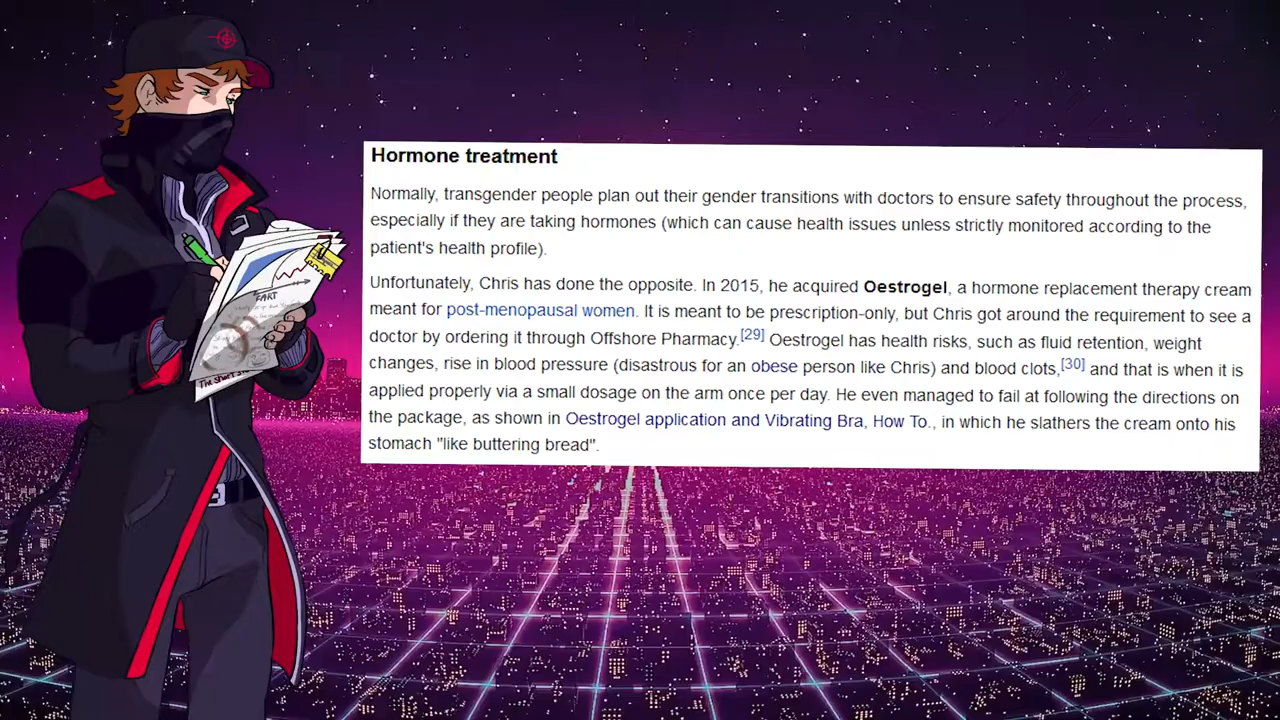 Hormone treatment
Normally, transgender people plan out their gender transitions with doctors to ensure safety throughout the process,
especially if they are taking hormones (which can cause health issues unless strictly monitored according to the
patient's health profile).
Unfortunately, Chris has done the opposite. In 2015, he acquired Oestrogel, a hormone replacement therapy cream
meant for post-menopausal women. It is meant to be prescription-only, but Chris got around the requirement to see a
doctor by ordering it through Offshore Pharmacy.[29] Oestrogel has health risks, such as fluid retention, weight
changes, rise in blood pressure (disastrous for an obese person like Chris) and blood clots,[30] and that is when it is
applied properly via a small dosage on the arm once per day. He even managed to fail at following the directions on
the package, as shown in Oestrogel application and Vibrating Bra, How To., in which he slathers the cream onto his
stomach "like buttering bread".
FART